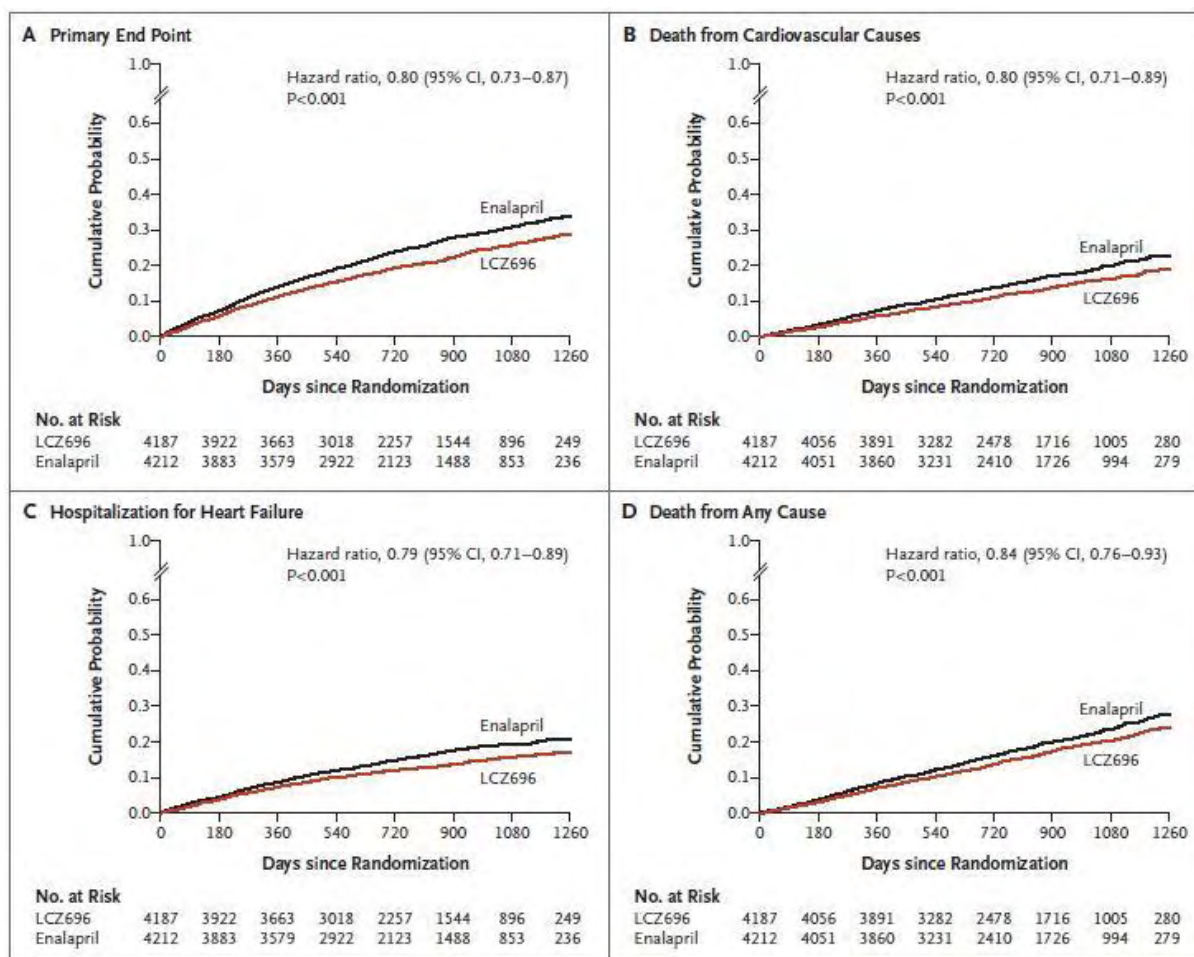 A Primary End Point
1.0
0.6
0.5
0.4
0.3
0.2
0.1
0.0
Cumulative Probability
Hazard ratio, 0.80 (95% CI, 0.73–0.87)
P<0.001
Enalapril
LCZ696
0 180 360 540 720 900 1080 1260
Days since Randomization
No. at Risk
LCZ696 4187 3922 3663 3018 2257 1544 896 249
Enalapril 4212 3883 3579 2922 2123 1488 853 236
B Death from Cardiovascular Causes
1.0
0.6
0.5
0.4
0.3
0.2
0.1
0.0
Cumulative Probability
Hazard ratio, 0.80 (95% CI, 0.71–0.89)
P<0.001
Enalapril
LCZ696
0 180 360 540 720 900 1080 1260
Days since Randomization
No. at Risk
LCZ696 4187 4056 3891 3282 2478 1716 1005 280
Enalapril 4212 4051 3860 3231 2410 1726 994 279
C Hospitalization for Heart Failure
1.0
0.6
0.5
0.4
0.3
0.2
0.1
0.0
Cumulative Probability
Hazard ratio, 0.79 (95% CI, 0.71–0.89)
P<0.001
Enalapril
LCZ696
0 180 360 540 720 900 1080 1260
Days since Randomization
No. at Risk
LCZ696 4187 3922 3663 3018 2257 1544 896 249
Enalapril 4212 3883 3579 2922 2123 1488 853 236
D Death from Any Cause
1.0
0.6
0.5
0.4
0.3
0.2
0.1
0.0
Cumulative Probability
Hazard ratio, 0.84 (95% CI, 0.76–0.93)
P<0.001
Enalapril
LCZ696
0 180 360 540 720 900 1080 1260
Days since Randomization
No. at Risk
LCZ696 4187 4056 3891 3282 2478 1716 1005 280
Enalapril 4212 4051 3860 3231 2410 1726 994 279